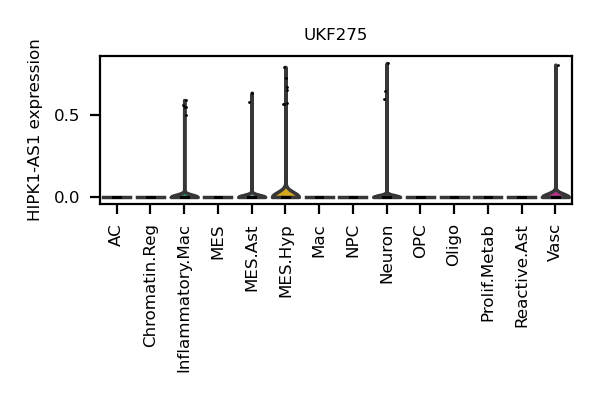 UKF275
HIPK1-AS1 expression
0.5
0.0
AC
Chromatin.Reg
Inflammatory.Mac
MES
MES.Ast
MES.Hyp
Mac
NPC
Neuron
OPC
Oligo
Prolif.Metab
Reactive.Ast
Vasc